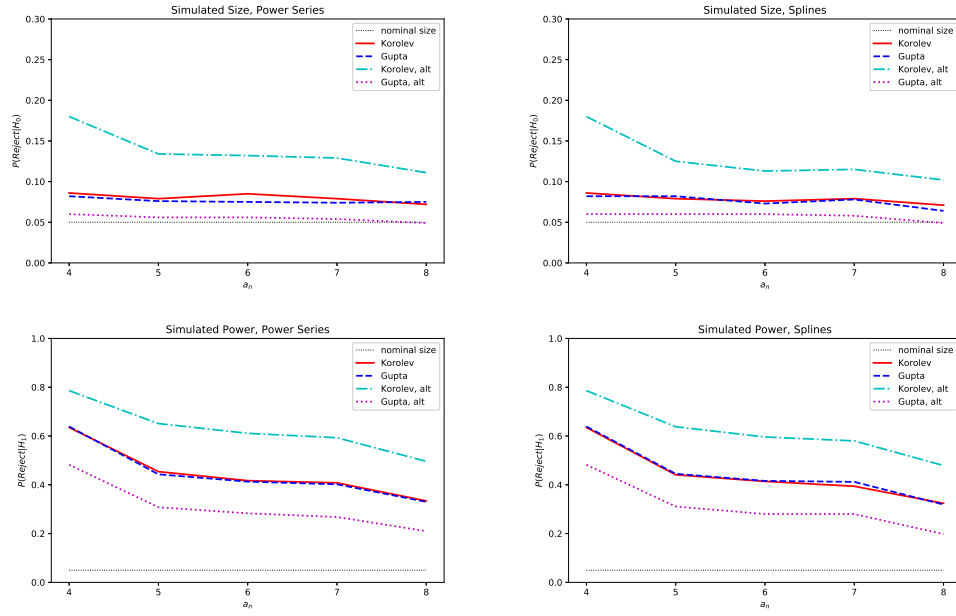 Simulated Size, Power Series
0.30
0.25
0.20
0.15
0.10
0.05
0.00
P(Reject|H0)
4 5 6 7 8
an
nominal size
Korolev
Gupta
Korolev, alt
Gupta, alt
Simulated Size, Splines
0.30
0.25
0.20
0.15
0.10
0.05
0.00
P(Reject|H0)
4 5 6 7 8
an
nominal size
Korolev
Gupta
Korolev, alt
Gupta, alt
Simulated Power, Power Series
1.0
0.8
0.6
0.4
0.2
0.0
P(Reject|H1)
4 5 6 7 8
an
nominal size
Korolev
Gupta
Korolev, alt
Gupta, alt
Simulated Power, Splines
1.0
0.8
0.6
0.4
0.2
0.0
P(Reject|H1)
4 5 6 7 8
an
nominal size
Korolev
Gupta
Korolev, alt
Gupta, alt